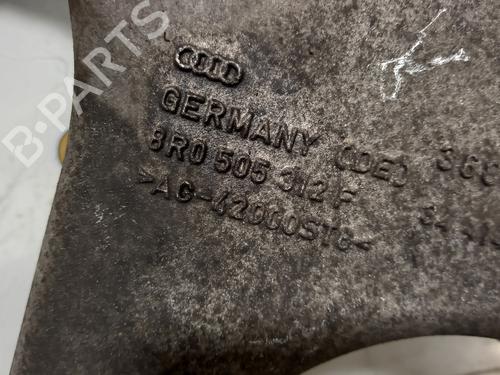 B-PARTS
GERMANY (DE)
8R0 505 312 F
>AG-42000STG<